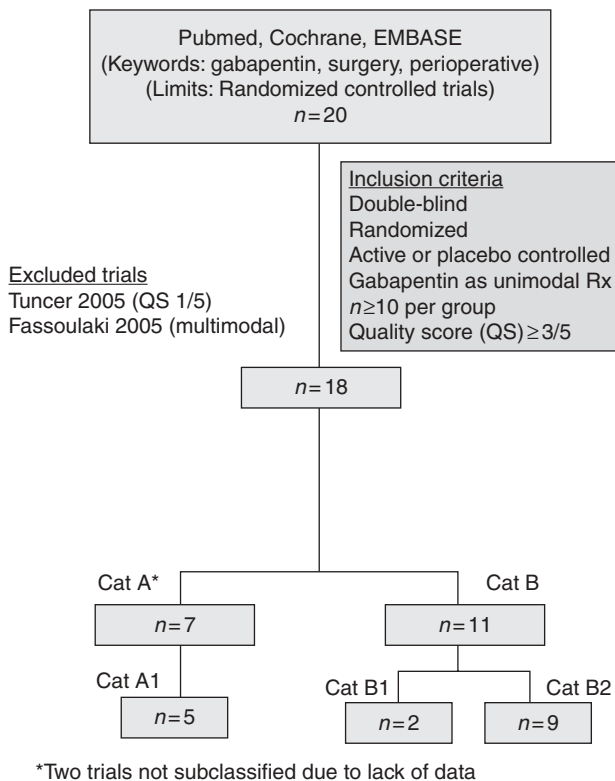 Pubmed, Cochrane, EMBASE
(Keywords: gabapentin, surgery, perioperative)
(Limits: Randomized controlled trials)
n=20
Inclusion criteria
Double-blind
Randomized
Active or placebo controlled
Gabapentin as unimodal Rx
n≥10 per group
Quality score (QS)≥3/5
Excluded trials
Tuncer 2005 (QS 1/5)
Fassoulaki 2005 (multimodal)
n=18
Cat A*
Cat B
n=7
n=11
Cat A1
Cat B1
Cat B2
n=5
n=2
n=9
*Two trials not subclassified due to lack of data